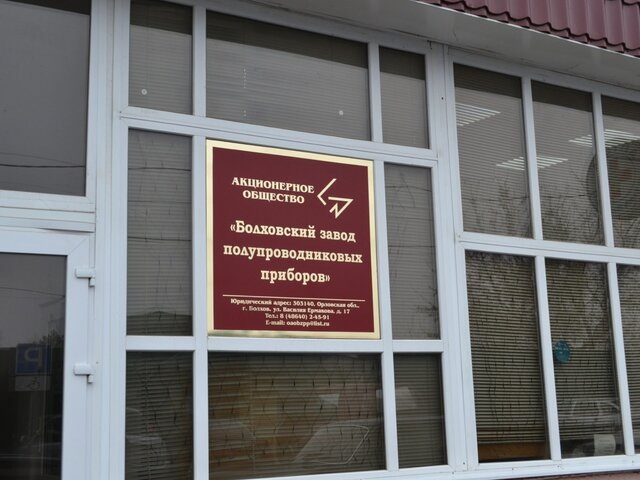 АКЦИОНЕРНОЕ
ОБЩЕСТВО
«Болховский завод
полупроводниковых
приборов»
Юридический адрес: 303140, Орловская обл.,
г. Болхов, ул. Василия Ермакова, д. 17
Тел.: 8 (48640) 2-45-91
E-mail: oaobzpp@list.ru